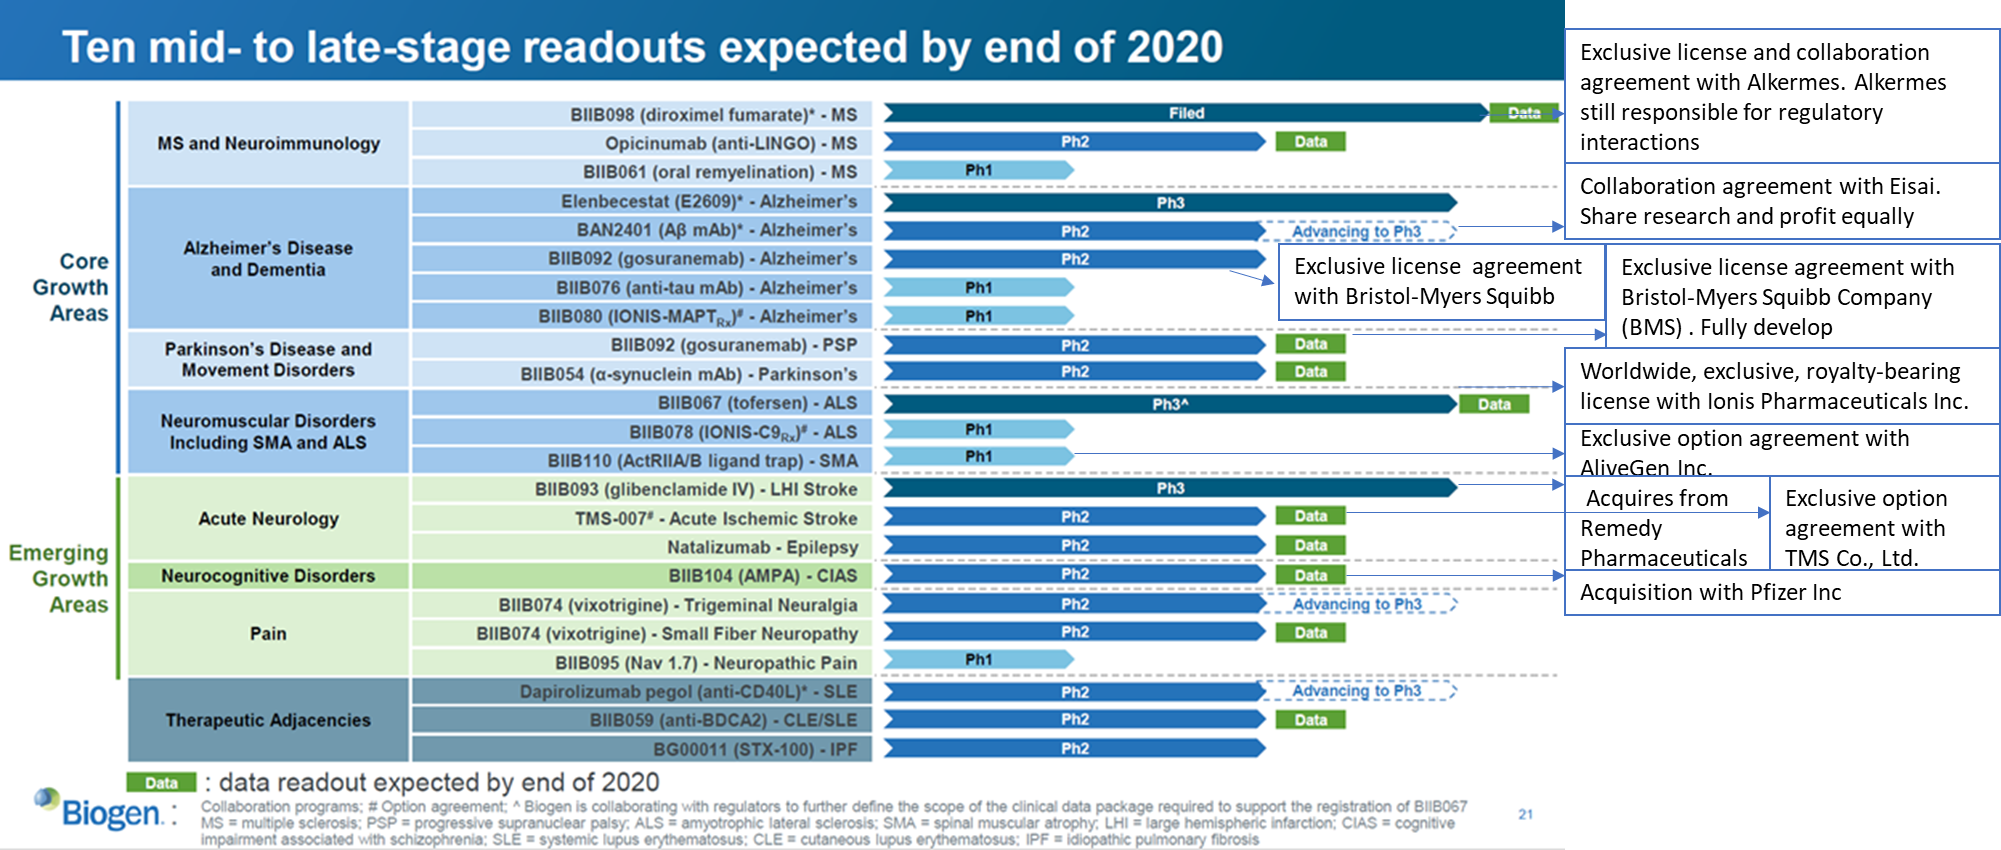 Ten mid- to late-stage readouts expected by end of 2020
Core
Growth
Areas
MS and Neuroimmunology
BIIB098 (diroximel fumarate)* - MS
Filed
Data
Opicinumab (anti-LINGO) - MS
Ph2
Data
BIIB061 (oral remyelination) - MS
Ph1
Alzheimer's Disease
and Dementia
Elenbecestat (E2609)* - Alzheimer's
Ph3
BAN2401 (Aβ mAb)* - Alzheimer's
Ph2
Advancing to Ph3
BIIB092 (gosuranemab) - Alzheimer's
Ph2
BIIB076 (anti-tau mAb) - Alzheimer's
Ph1
BIIB080 (IONIS-MAPTRx)# - Alzheimer's
Ph1
Parkinson's Disease and
Movement Disorders
BIIB092 (gosuranemab) - PSP
Ph2
Data
BIIB054 (α-synuclein mAb) - Parkinson's
Ph2
Data
Neuromuscular Disorders
Including SMA and ALS
BIIB067 (tofersen) - ALS
Ph3^
Data
BIIB078 (IONIS-C9Rx)# - ALS
Ph1
BIIB110 (ActRIIA/B ligand trap) - SMA
Ph1
Emerging
Growth
Areas
Acute Neurology
BIIB093 (glibenclamide IV) - LHI Stroke
Ph3
TMS-007# - Acute Ischemic Stroke
Ph2
Data
Natalizumab - Epilepsy
Ph2
Data
Neurocognitive Disorders
BIIB104 (AMPA) - CIAS
Ph2
Data
Pain
BIIB074 (vixotrigine) - Trigeminal Neuralgia
Ph2
Advancing to Ph3
BIIB074 (vixotrigine) - Small Fiber Neuropathy
Ph2
Data
BIIB095 (Nav 1.7) - Neuropathic Pain
Ph1
Therapeutic Adjacencies
Dapirolizumab pegol (anti-CD40L)* - SLE
Ph2
Advancing to Ph3
BIIB059 (anti-BDCA2) - CLE/SLE
Ph2
Data
BG00011 (STX-100) - IPF
Ph2
Exclusive license and collaboration
agreement with Alkermes. Alkermes
still responsible for regulatory
interactions
Collaboration agreement with Eisai.
Share research and profit equally
Exclusive license agreement
with Bristol-Myers Squibb
Exclusive license agreement with
Bristol-Myers Squibb Company
(BMS) . Fully develop
Worldwide, exclusive, royalty-bearing
license with Ionis Pharmaceuticals Inc.
Exclusive option agreement with
AliveGen Inc.
Acquires from
Remedy
Pharmaceuticals
Exclusive option
agreement with
TMS Co., Ltd.
Acquisition with Pfizer Inc
Data : data readout expected by end of 2020
Biogen. :
Collaboration programs; # Option agreement; ^ Biogen is collaborating with regulators to further define the scope of the clinical data package required to support the registration of BIIB067
MS = multiple sclerosis; PSP = progressive supranuclear palsy; ALS = amyotrophic lateral sclerosis; SMA = spinal muscular atrophy; LHI = large hemispheric infarction; CIAS = cognitive
impairment associated with schizophrenia; SLE = systemic lupus erythematosus; CLE = cutaneous lupus erythematosus; IPF = idiopathic pulmonary fibrosis
21